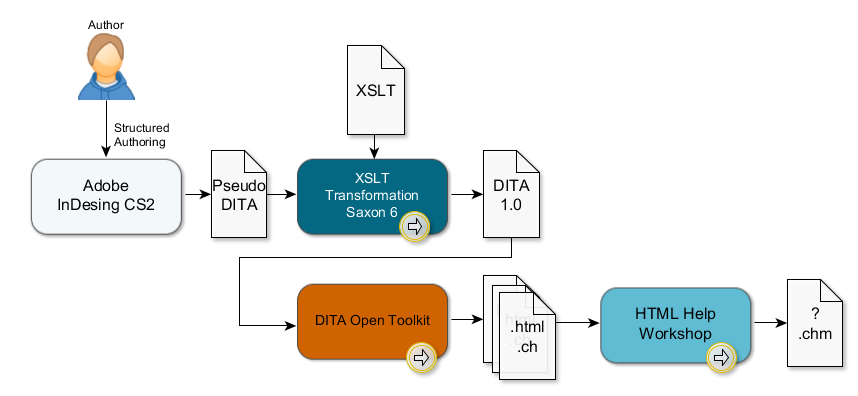 Author
Structured
Authoring
XSLT
Adobe
InDesing CS2
Pseudo
DITA
XSLT
Transformation
Saxon 6
DITA
1.0
DITA Open Toolkit
.html
.ch
HTML Help
Workshop
?
.chm